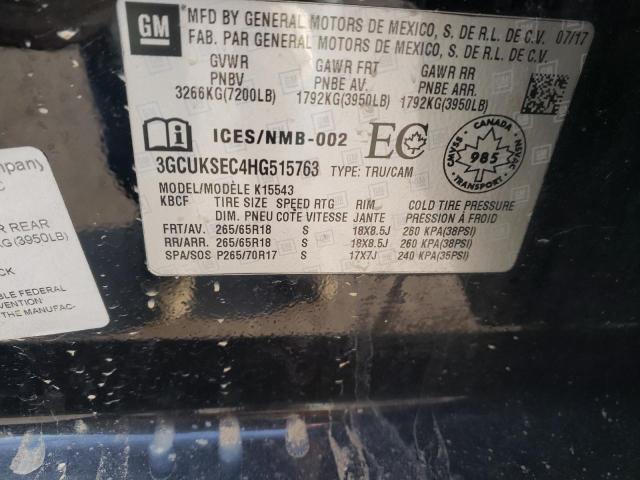 GM
MFD BY GENERAL MOTORS DE MEXICO, S. DE R.L. DE C.V. 07/17
FAB. PAR GENERAL MOTORS DE MEXICO, S. DE R.L. DE C.V.
GVWR GAWR FRT GAWR RR
PNBV PNBE AV. PNBE ARR.
3266KG(7200LB) 1792KG(3950LB) 1792KG(3950LB)
ICES/NMB-002 EC
CANADA
CMVSS 985 NSVAC
TRANSPORT
3GCUKSEC4HG515763 TYPE: TRU/CAM
MODEL/MODÈLE K15543
KBCF TIRE SIZE SPEED RTG RIM COLD TIRE PRESSURE
DIM. PNEU COTE VITESSE JANTE PRESSION À FROID
FRT/AV. 265/65R18 S 18X8.5J 260 KPA(38PSI)
RR/ARR. 265/65R18 S 18X8.5J 260 KPA(38PSI)
SPA/SOS P265/70R17 S 17X7J 240 KPA(35PSI)
ompany
C
R REAR
KG(3950LB)
CK
BLE FEDERAL
VENTION
THE MANUFAC-